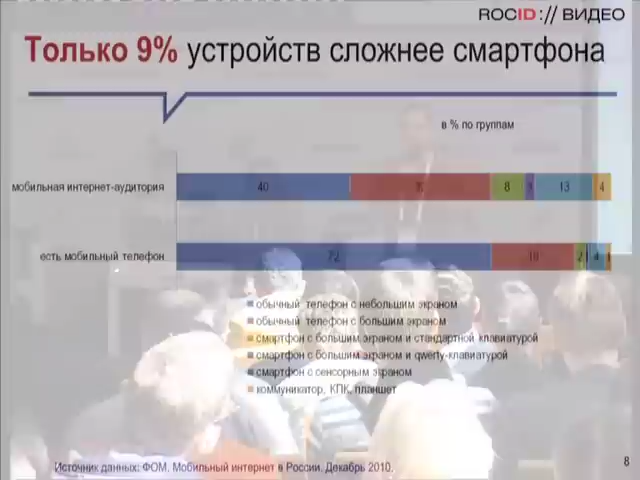 ROCID:// ВИДЕО
Только 9% устройств сложнее смартфона
в % по группам
мобильная интернет-аудитория
40
8
13
4
есть мобильный телефон
72
18
2
4
обычный телефон с небольшим экраном
обычный телефон с большим экраном
смартфон с большим экраном и стандартной клавиатурой
смартфон с большим экраном и qwerty-клавиатурой
смартфон с сенсорным экраном
коммуникатор, КПК, планшет
Источник данных: ФОМ. Мобильный интернет в России. Декабрь 2010.
8